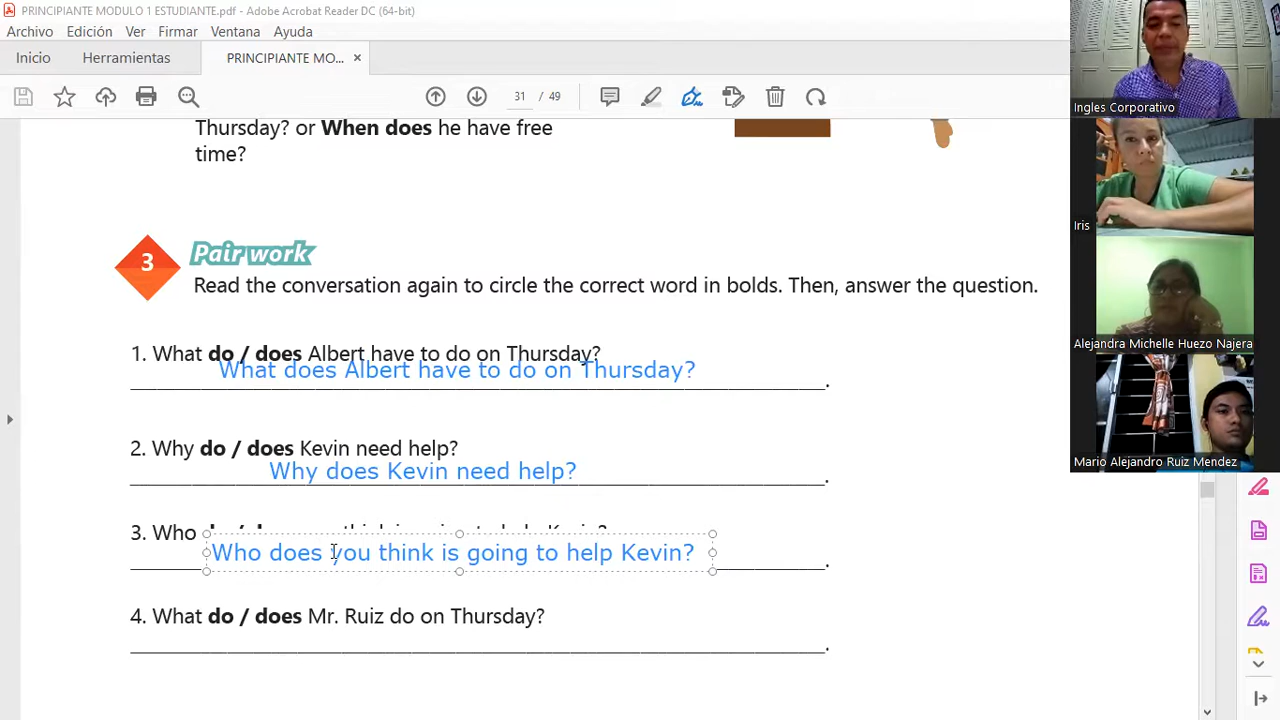 PRINCIPIANTE MODULO 1 ESTUDIANTE.pdf - Adobe Acrobat Reader DC (64-bit)
Archivo Edición Ver Firmar Ventana Ayuda
Inicio Herramientas PRINCIPIANTE MO... ×
31 / 49
Thursday? or When does he have free
time?
3 Pair work
Read the conversation again to circle the correct word in bolds. Then, answer the question.
1. What do / does Albert have to do on Thursday?
What does Albert have to do on Thursday?
2. Why do / does Kevin need help?
Why does Kevin need help?
3. Who
Who does you think is going to help Kevin?
4. What do / does Mr. Ruiz do on Thursday?
Ingles Corporativo
Iris
Alejandra Michelle Huezo Najera
Mario Alejandro Ruiz Mendez